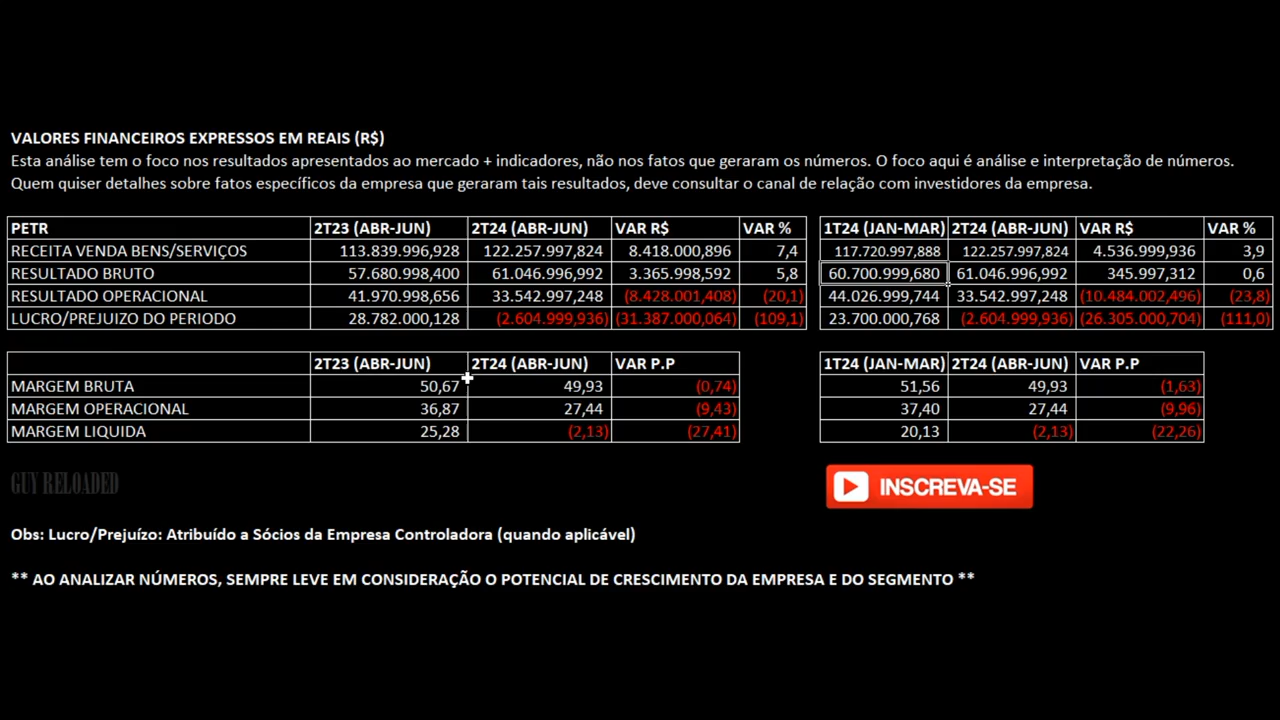 VALORES FINANCEIROS EXPRESSOS EM REAIS (R$)
Esta análise tem o foco nos resultados apresentados ao mercado + indicadores, não nos fatos que geraram os números. O foco aqui é análise e interpretação de números.
Quem quiser detalhes sobre fatos específicos da empresa que geraram tais resultados, deve consultar o canal de relação com investidores da empresa.
PETR 2T23 (ABR-JUN) 2T24 (ABR-JUN) VAR R$ VAR % 1T24 (JAN-MAR) 2T24 (ABR-JUN) VAR R$ VAR %
RECEITA VENDA BENS/SERVIÇOS 113.839.996,928 122.257.997,824 8.418.000,896 7,4 117.720.997,888 122.257.997,824 4.536.999,936 3,9
RESULTADO BRUTO 57.680.998,400 61.046.996,992 3.365.998,592 5,8 60.700.999,680 61.046.996,992 345.997,312 0,6
RESULTADO OPERACIONAL 41.970.998,656 33.542.997,248 (8.428.001,408) (20,1) 44.026.999,744 33.542.997,248 (10.484.002,496) (23,8)
LUCRO/PREJUIZO DO PERIODO 28.782.000,128 (2.604.999,936) (31.387.000,064) (109,1) 23.700.000,768 (2.604.999,936) (26.305.000,704) (111,0)
2T23 (ABR-JUN) 2T24 (ABR-JUN) VAR P.P 1T24 (JAN-MAR) 2T24 (ABR-JUN) VAR P.P
MARGEM BRUTA 50,67 49,93 (0,74) 51,56 49,93 (1,63)
MARGEM OPERACIONAL 36,87 27,44 (9,43) 37,40 27,44 (9,96)
MARGEM LIQUIDA 25,28 (2,13) (27,41) 20,13 (2,13) (22,26)
GUY RELOADED
INSCREVA-SE
Obs: Lucro/Prejuízo: Atribuído a Sócios da Empresa Controladora (quando aplicável)
** AO ANALIZAR NÚMEROS, SEMPRE LEVE EM CONSIDERAÇÃO O POTENCIAL DE CRESCIMENTO DA EMPRESA E DO SEGMENTO **